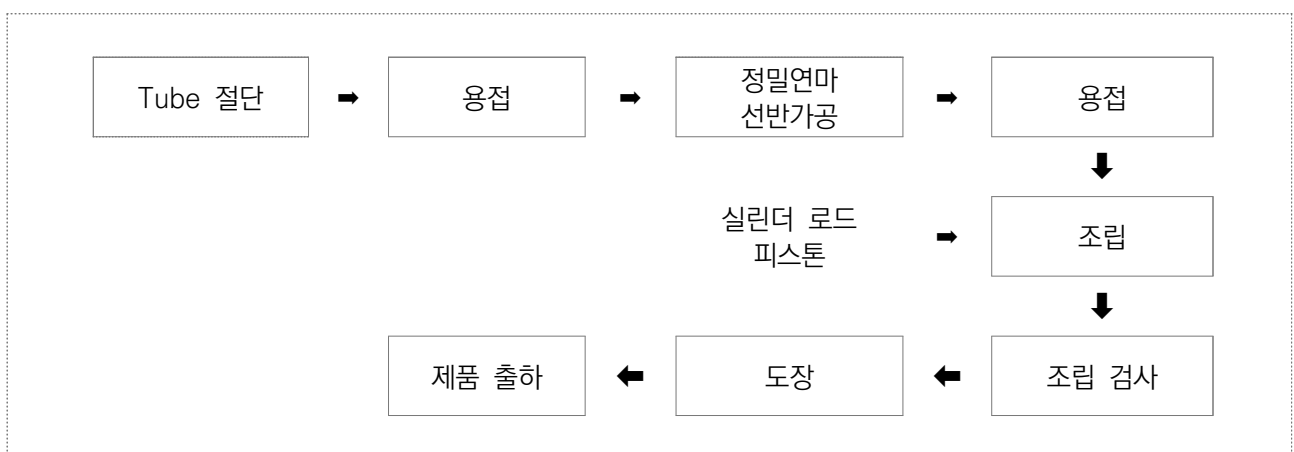 Tube 절단
용접
정밀연마
선반가공
용접
실린더 로드
피스톤
조립
제품 출하
도장
조립 검사